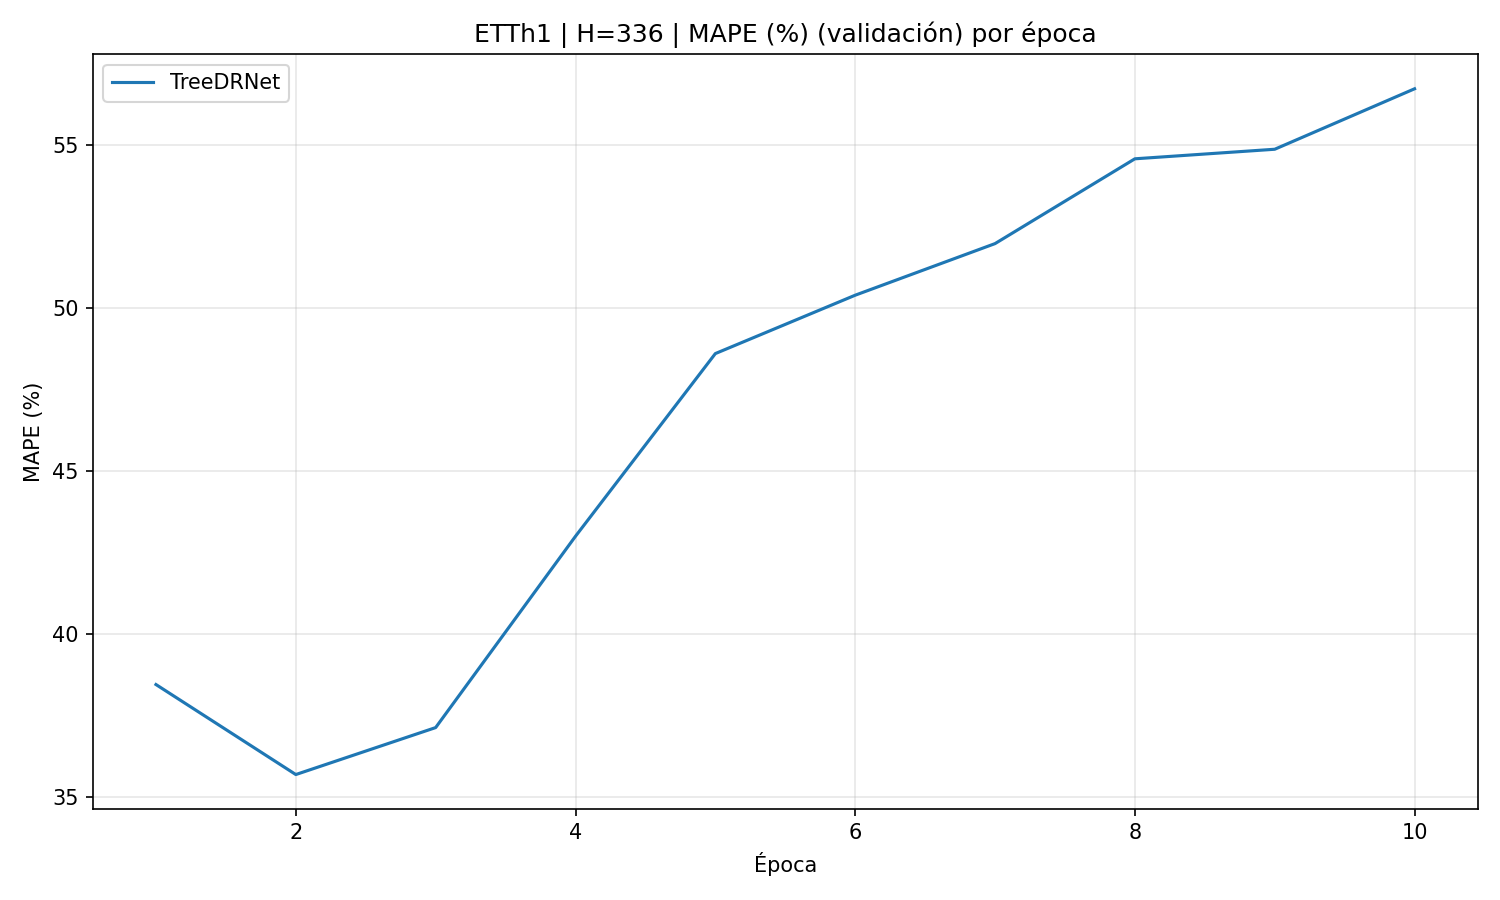 ETTh1 | H=336 | MAPE (%) (validación) por época
TreeDRNet
MAPE (%)
55
50
45
40
35
2 4 6 8 10
Época